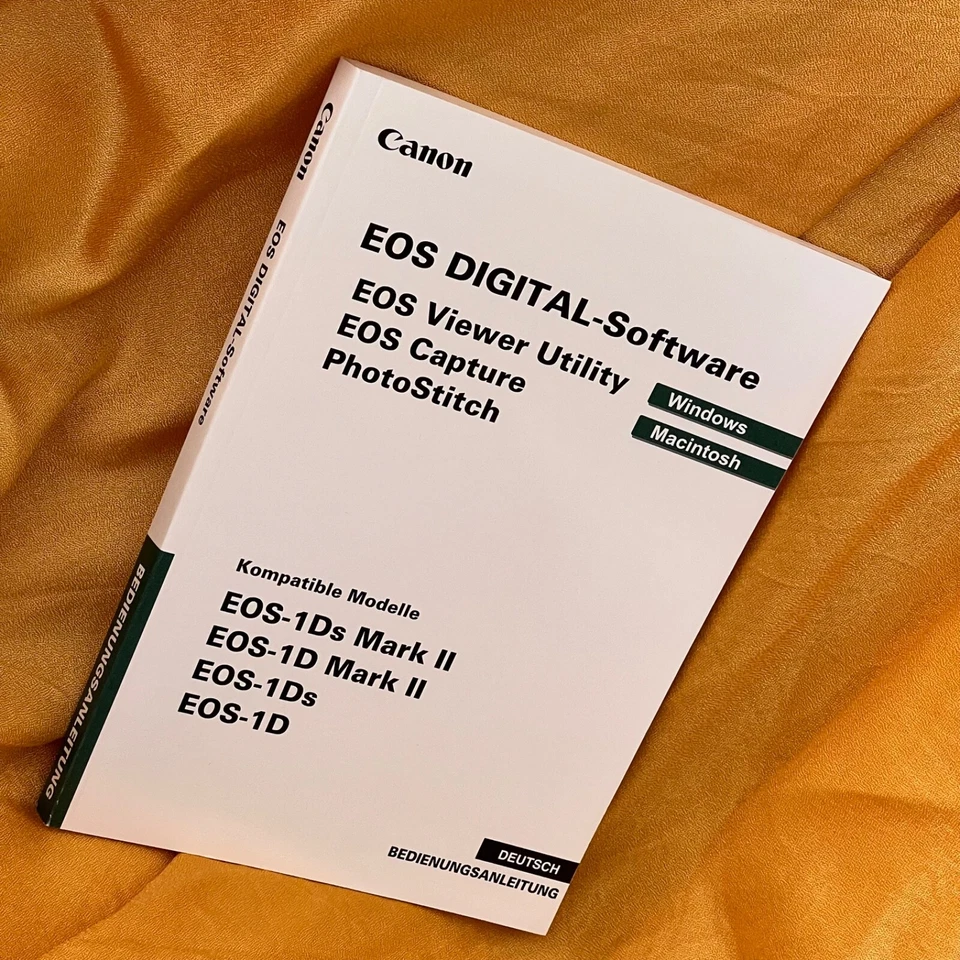 Canon
EOS DIGITAL-Software
EOS Viewer Utility
EOS Capture
PhotoStitch
Windows
Macintosh
Kompatible Modelle
EOS-1Ds Mark II
EOS-1D Mark II
EOS-1Ds
EOS-1D
DEUTSCH
BEDIENUNGSANLEITUNG
Canon
EOS DIGITAL-Software
BEDIENUNGSANLEITUNG